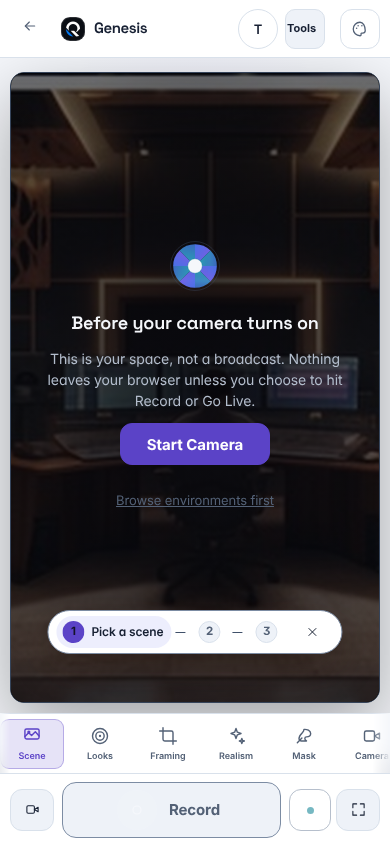 Genesis
T
Tools
Before your camera turns on
This is your space, not a broadcast. Nothing
leaves your browser unless you choose to hit
Record or Go Live.
Start Camera
Browse environments first
1 Pick a scene — 2 — 3
Scene Looks Framing Realism Mask Camera
Record